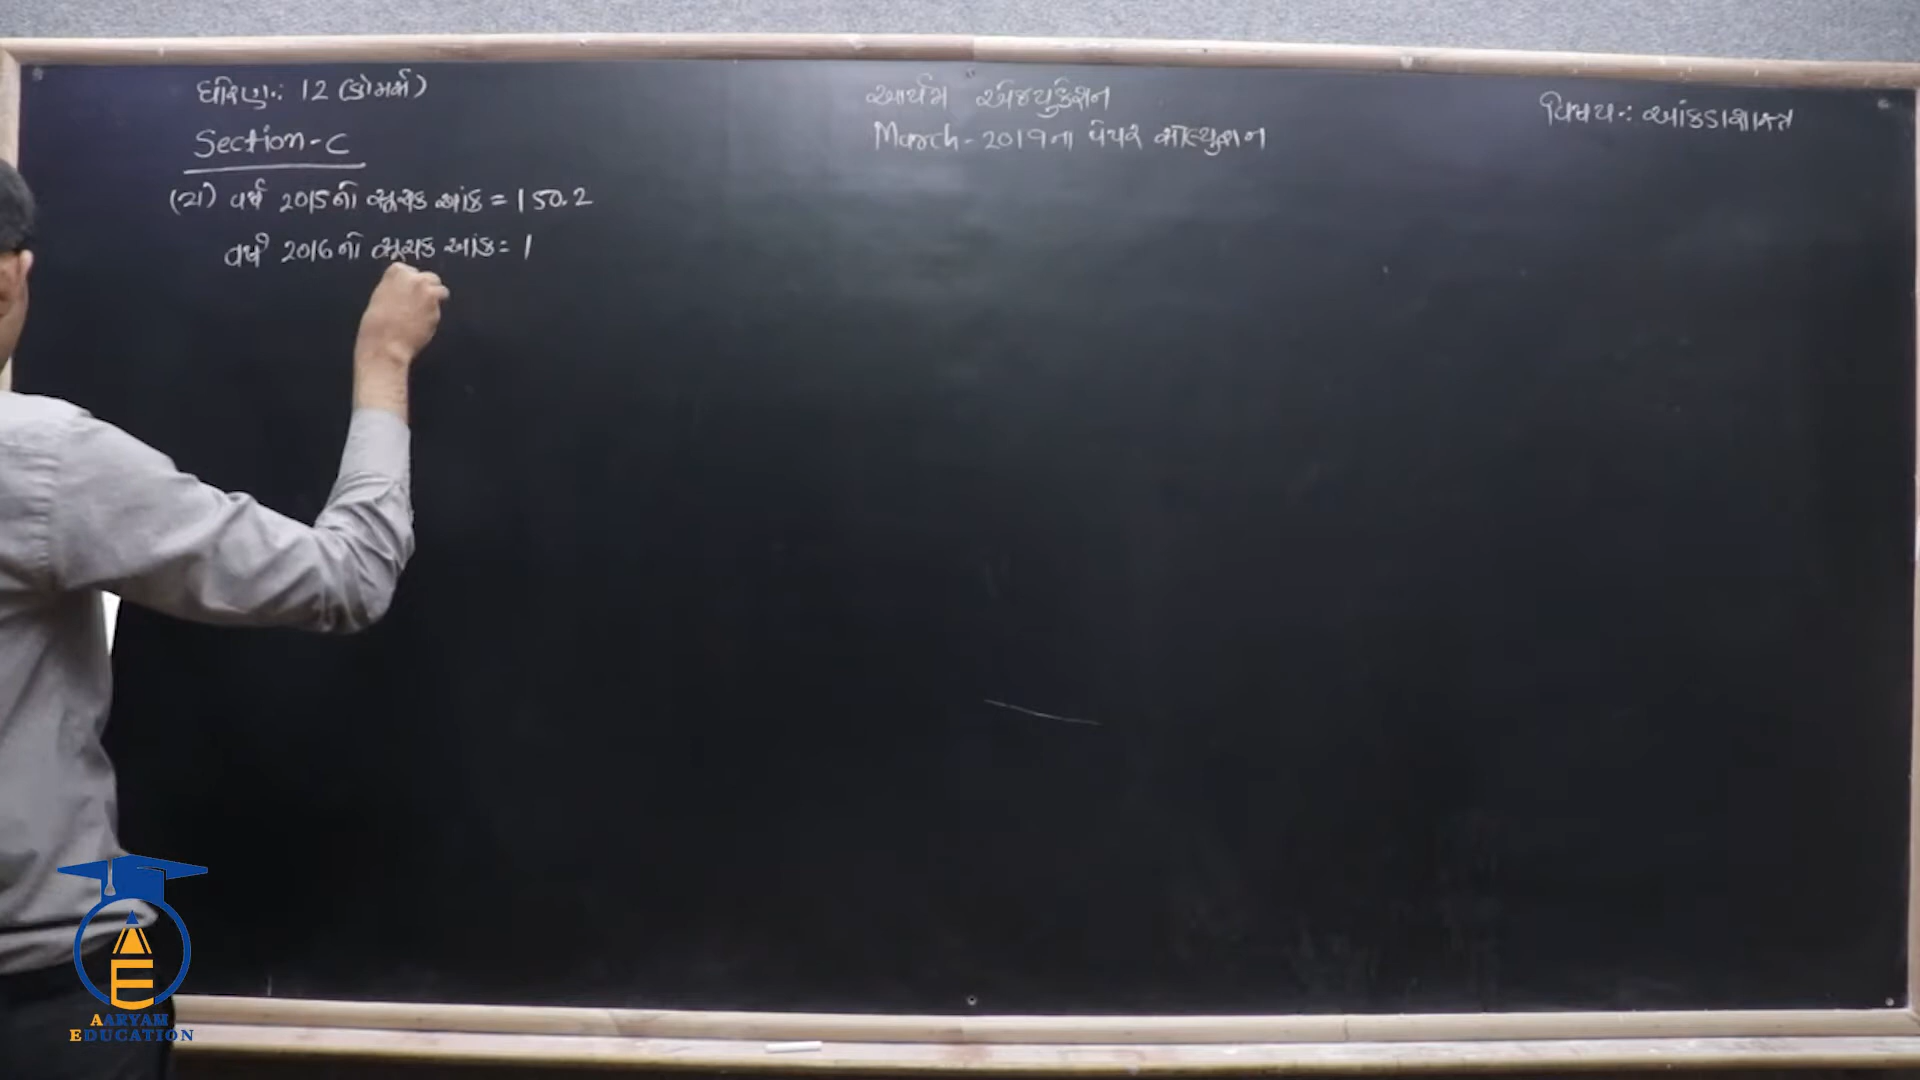 ધોરણ:- 12 (કોમર્સ)
આર્યમ એજ્યુકેશન
વિષય:- આંકડાશાસ્ત્ર
Section-C
March-2019ના પેપર સોલ્યુશન
(૨૧) વર્ષ 2015નો સૂચક આંક = 150.2
વર્ષ 2016નો સૂચક આંક = 1
AARYAM
EDUCATION